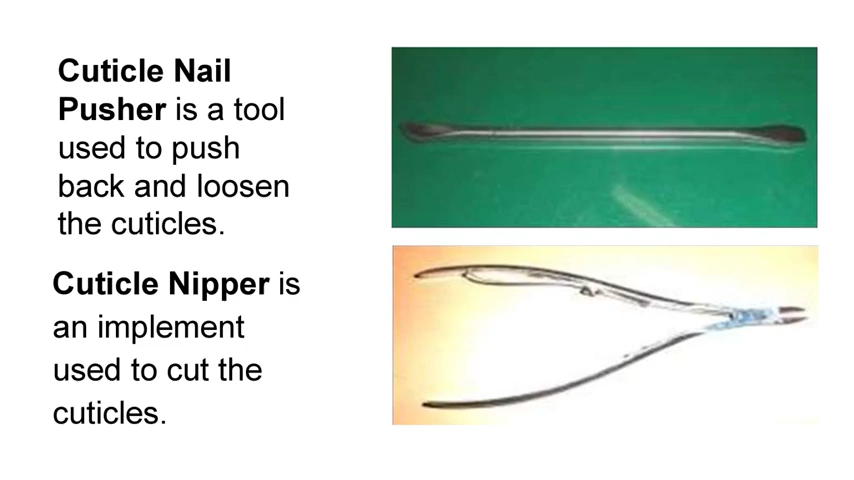 Cuticle Nail
Pusher is a tool
used to push
back and loosen
the cuticles.
Cuticle Nipper is
an implement
used to cut the
cuticles.